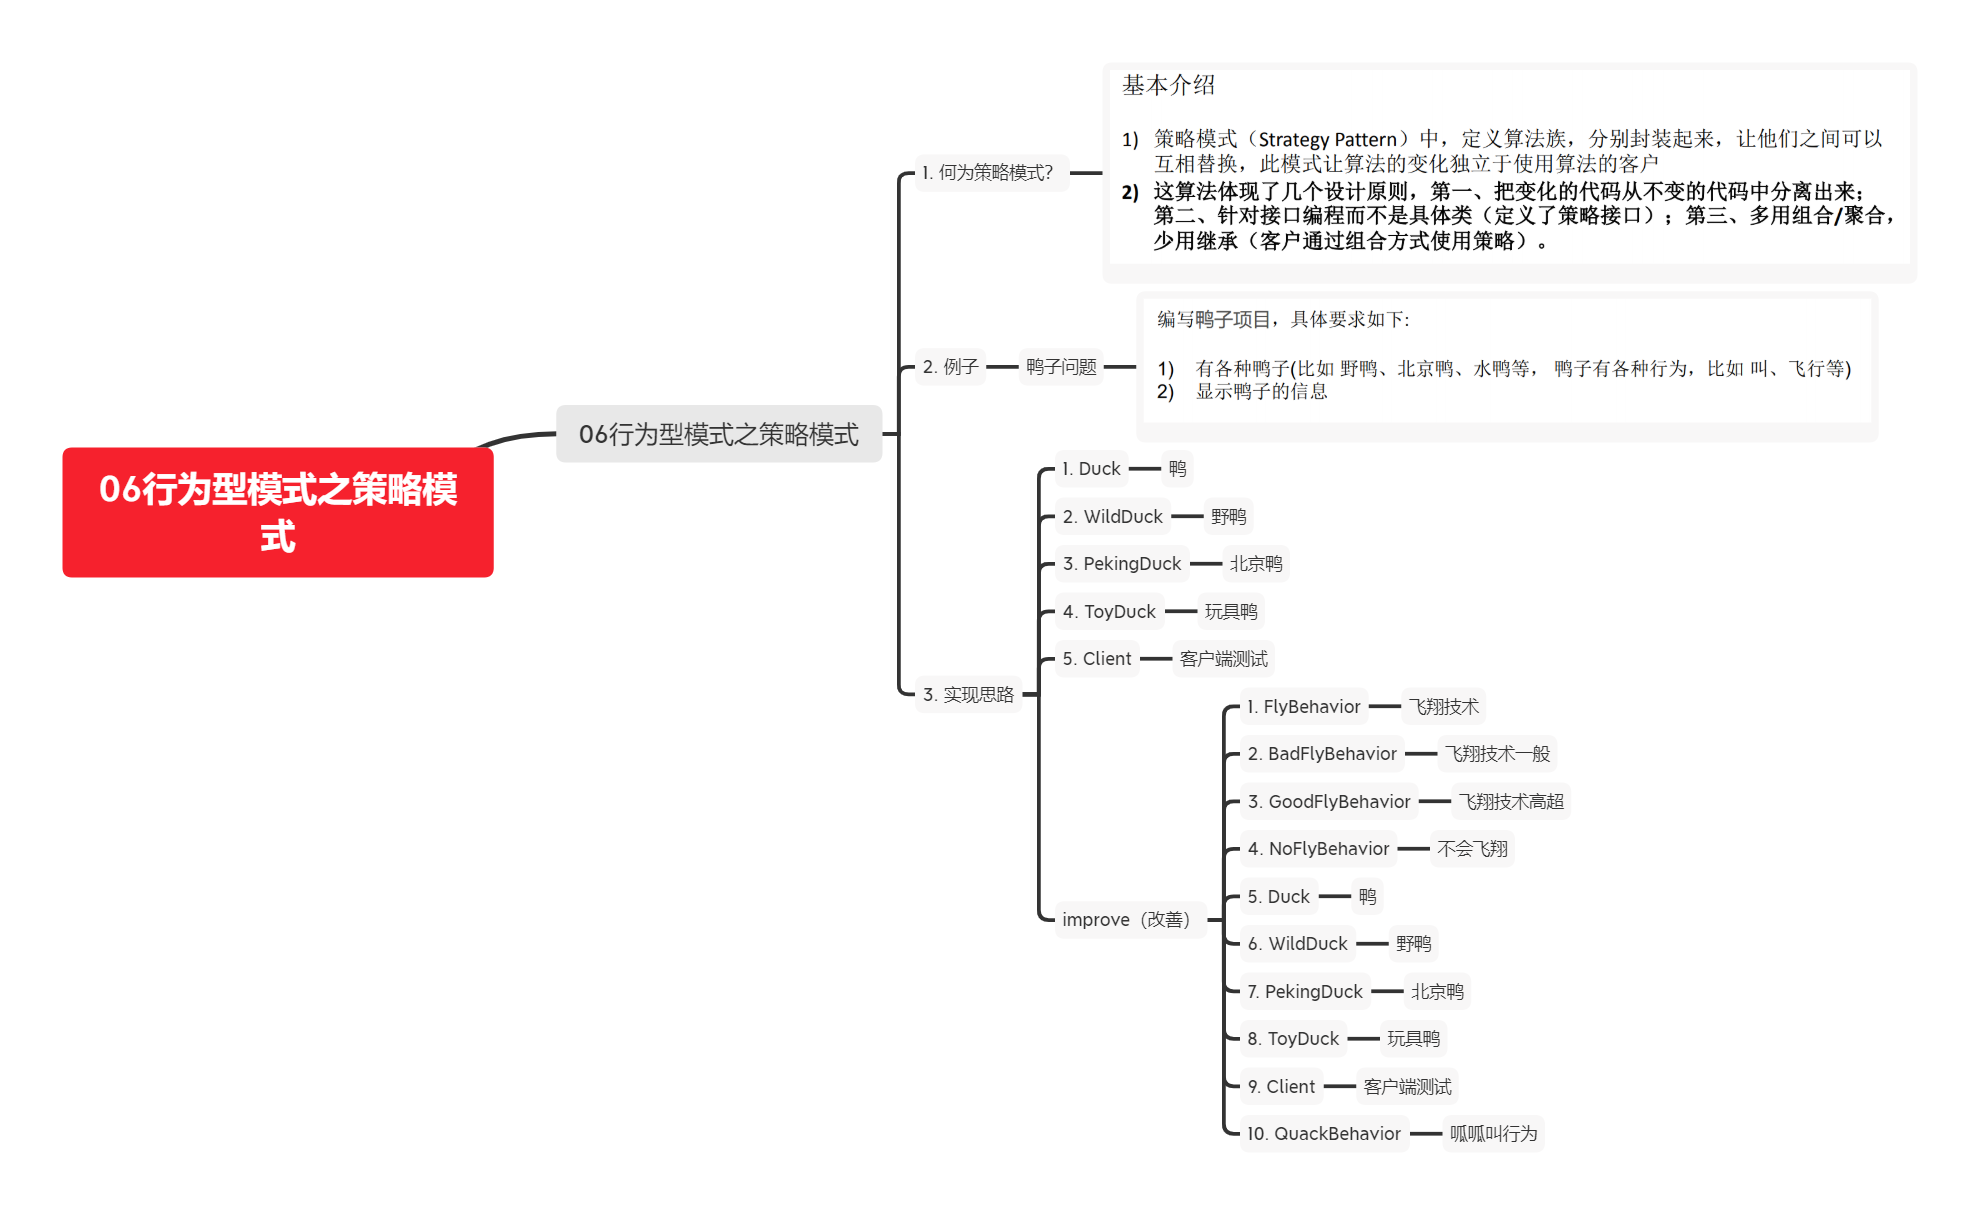 06行为型模式之策略模
式
06行为型模式之策略模式
1. 何为策略模式？
基本介绍
1) 策略模式（Strategy Pattern）中，定义算法族，分别封装起来，让他们之间可以
互相替换，此模式让算法的变化独立于使用算法的客户
2) 这算法体现了几个设计原则，第一、把变化的代码从不变的代码中分离出来；
第二、针对接口编程而不是具体类（定义了策略接口）；第三、多用组合/聚合，
少用继承（客户通过组合方式使用策略）。
2. 例子
鸭子问题
编写鸭子项目，具体要求如下:
1) 有各种鸭子(比如 野鸭、北京鸭、水鸭等， 鸭子有各种行为，比如 叫、飞行等)
2) 显示鸭子的信息
3. 实现思路
1. Duck
鸭
2. WildDuck
野鸭
3. PekingDuck
北京鸭
4. ToyDuck
玩具鸭
5. Client
客户端测试
improve（改善）
1. FlyBehavior
飞翔技术
2. BadFlyBehavior
飞翔技术一般
3. GoodFlyBehavior
飞翔技术高超
4. NoFlyBehavior
不会飞翔
5. Duck
鸭
6. WildDuck
野鸭
7. PekingDuck
北京鸭
8. ToyDuck
玩具鸭
9. Client
客户端测试
10. QuackBehavior
呱呱叫行为